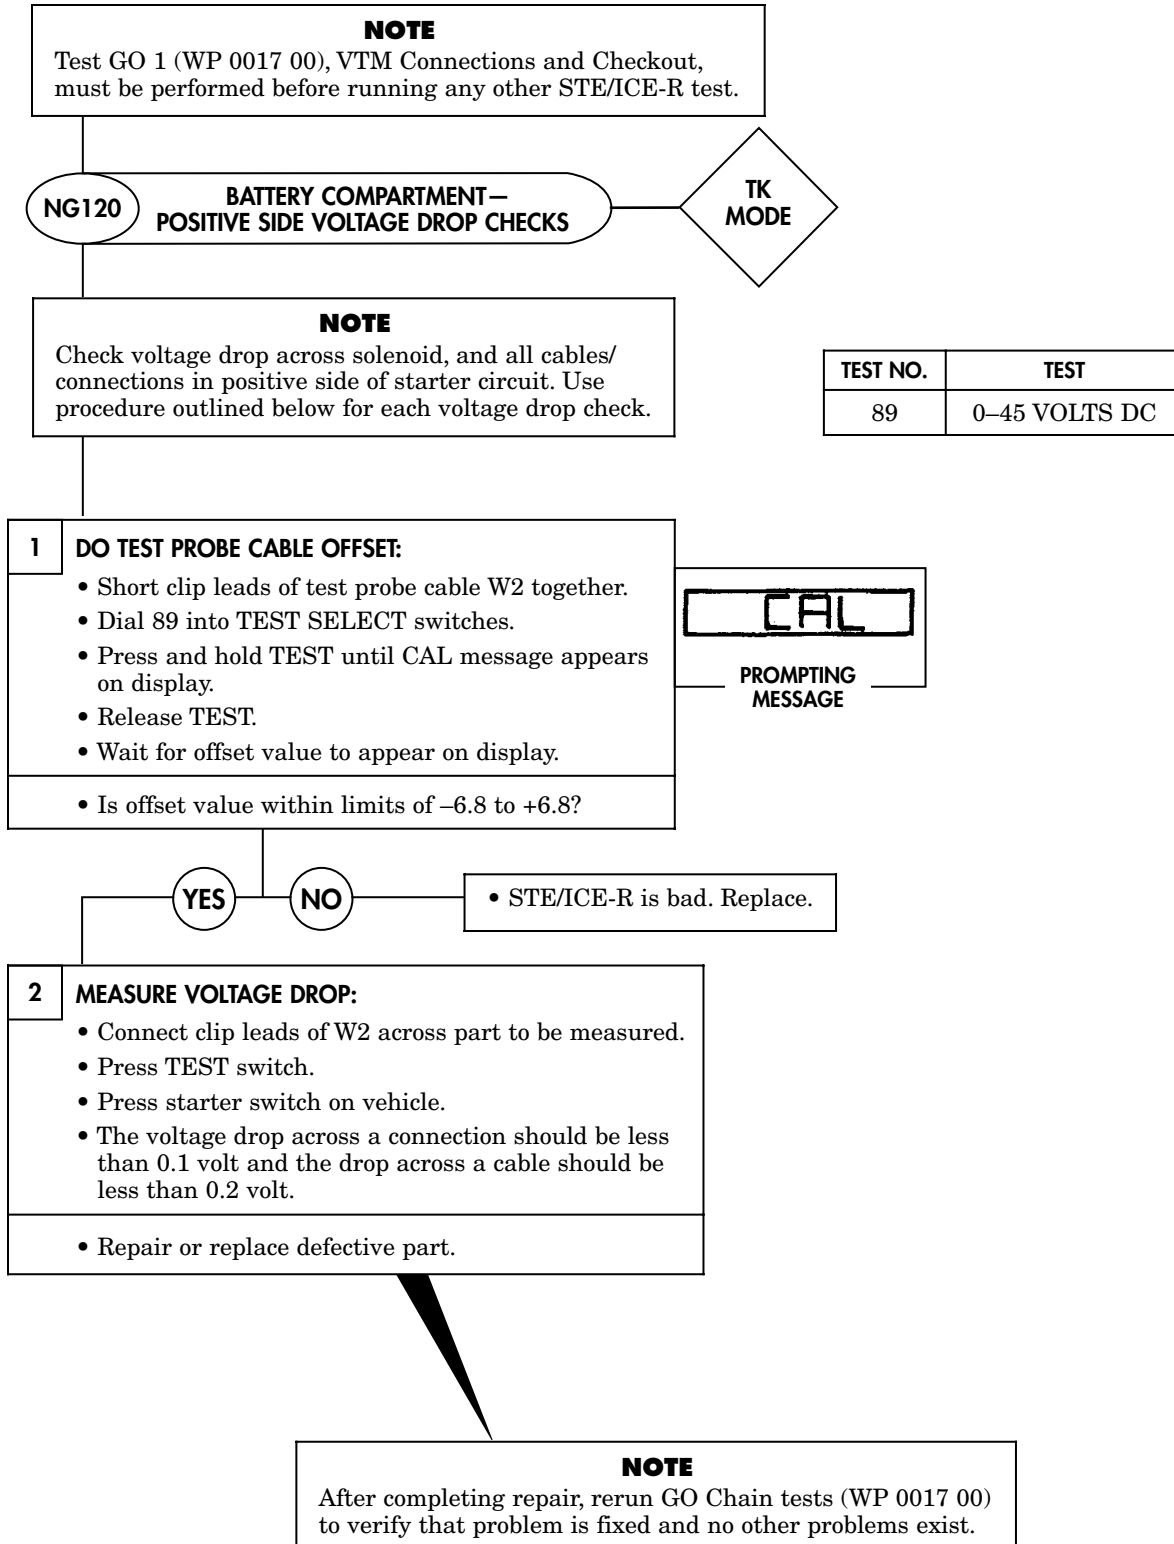 NOTE
Test GO 1 (WP 0017 00), VTM Connections and Checkout,
must be performed before running any other STE/ICE-R test.
NG120
BATTERY COMPARTMENT—
POSITIVE SIDE VOLTAGE DROP CHECKS
TK
MODE
NOTE
Check voltage drop across solenoid, and all cables/
connections in positive side of starter circuit. Use
procedure outlined below for each voltage drop check.
TEST NO. TEST
89 0–45 VOLTS DC
1 DO TEST PROBE CABLE OFFSET:
• Short clip leads of test probe cable W2 together.
• Dial 89 into TEST SELECT switches.
• Press and hold TEST until CAL message appears
on display.
• Release TEST.
• Wait for offset value to appear on display.
• Is offset value within limits of –6.8 to +6.8?
CAL
PROMPTING
MESSAGE
YES
NO
• STE/ICE-R is bad. Replace.
2 MEASURE VOLTAGE DROP:
• Connect clip leads of W2 across part to be measured.
• Press TEST switch.
• Press starter switch on vehicle.
• The voltage drop across a connection should be less
than 0.1 volt and the drop across a cable should be
less than 0.2 volt.
• Repair or replace defective part.
NOTE
After completing repair, rerun GO Chain tests (WP 0017 00)
to verify that problem is fixed and no other problems exist.